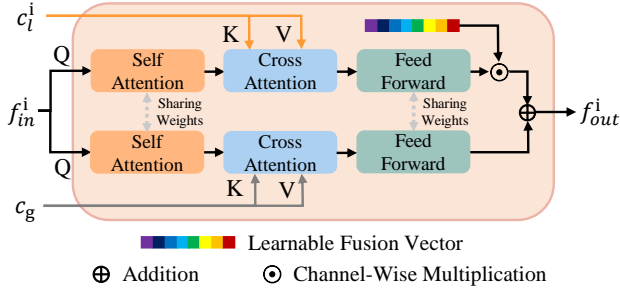 c_l^i
K V
Q
Self Attention
Cross Attention
Feed Forward
f_in^i
Sharing Weights
Sharing Weights
f_out^i
Q
Self Attention
Cross Attention
Feed Forward
K V
c_g
Learnable Fusion Vector
⊕ Addition
⊙ Channel-Wise Multiplication